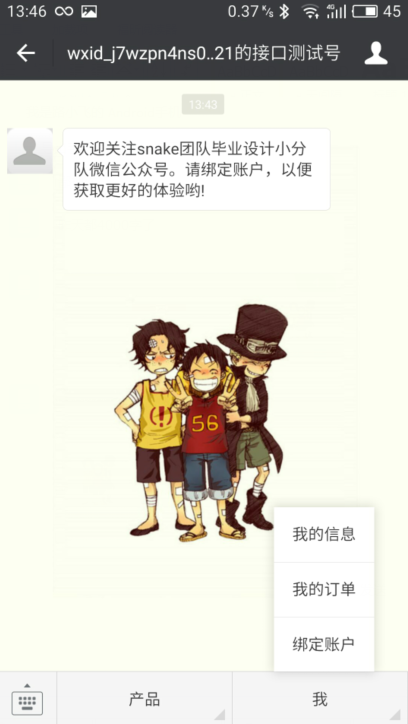 13:46 0.37 K/s 4G 45
wxid_j7wzpn4ns0..21的接口测试号
13:43
欢迎关注snake团队毕业设计小分
队微信公众号。请绑定账户，以便
获取更好的体验哟!
56
我的信息
我的订单
绑定账户
产品
我